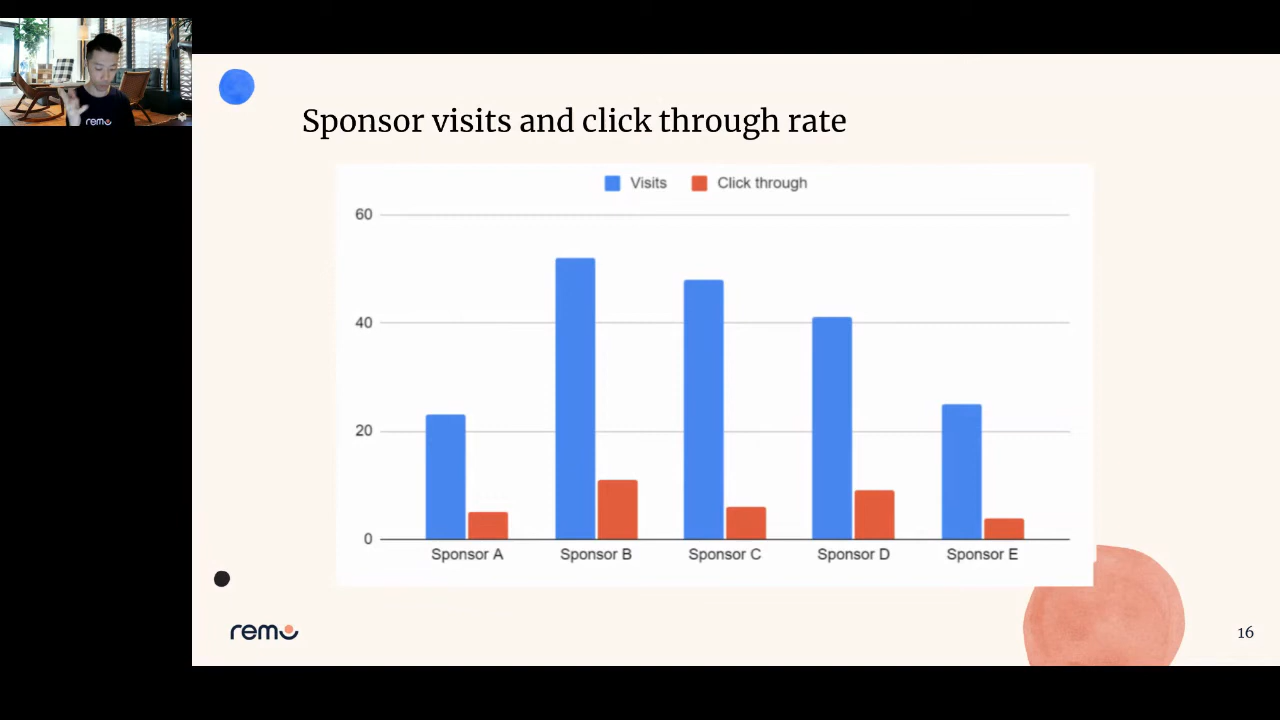 remo
Sponsor visits and click through rate
Visits Click through
60
40
20
0
Sponsor A Sponsor B Sponsor C Sponsor D Sponsor E
remo
16